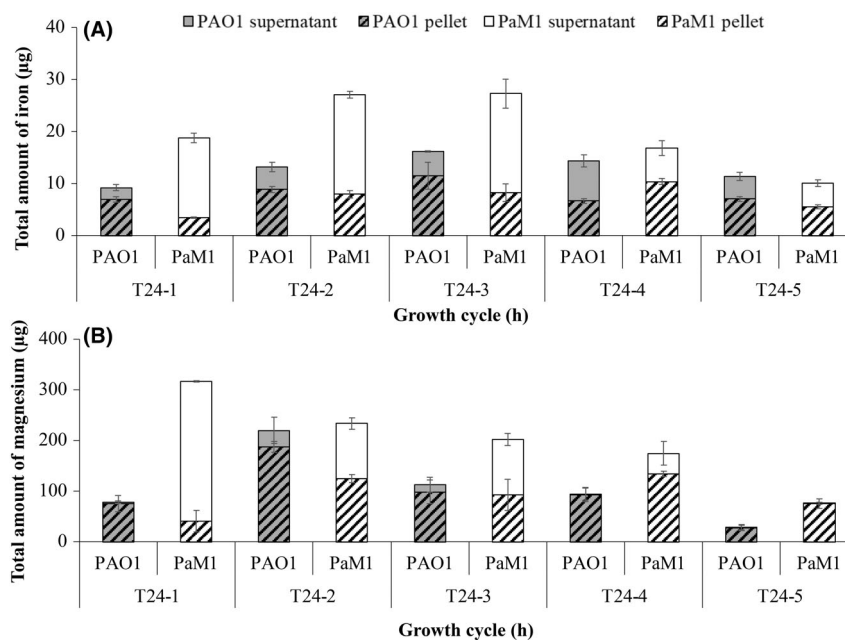 (A)
PAO1 supernatant PAO1 pellet PaM1 supernatant PaM1 pellet
Total amount of iron (µg)
40
30
20
10
0
PAO1 PaM1 PAO1 PaM1 PAO1 PaM1 PAO1 PaM1 PAO1 PaM1
T24-1 T24-2 T24-3 T24-4 T24-5
Growth cycle (h)
(B)
Total amount of magnesium (µg)
400
300
200
100
0
PAO1 PaM1 PAO1 PaM1 PAO1 PaM1 PAO1 PaM1 PAO1 PaM1
T24-1 T24-2 T24-3 T24-4 T24-5
Growth cycle (h)